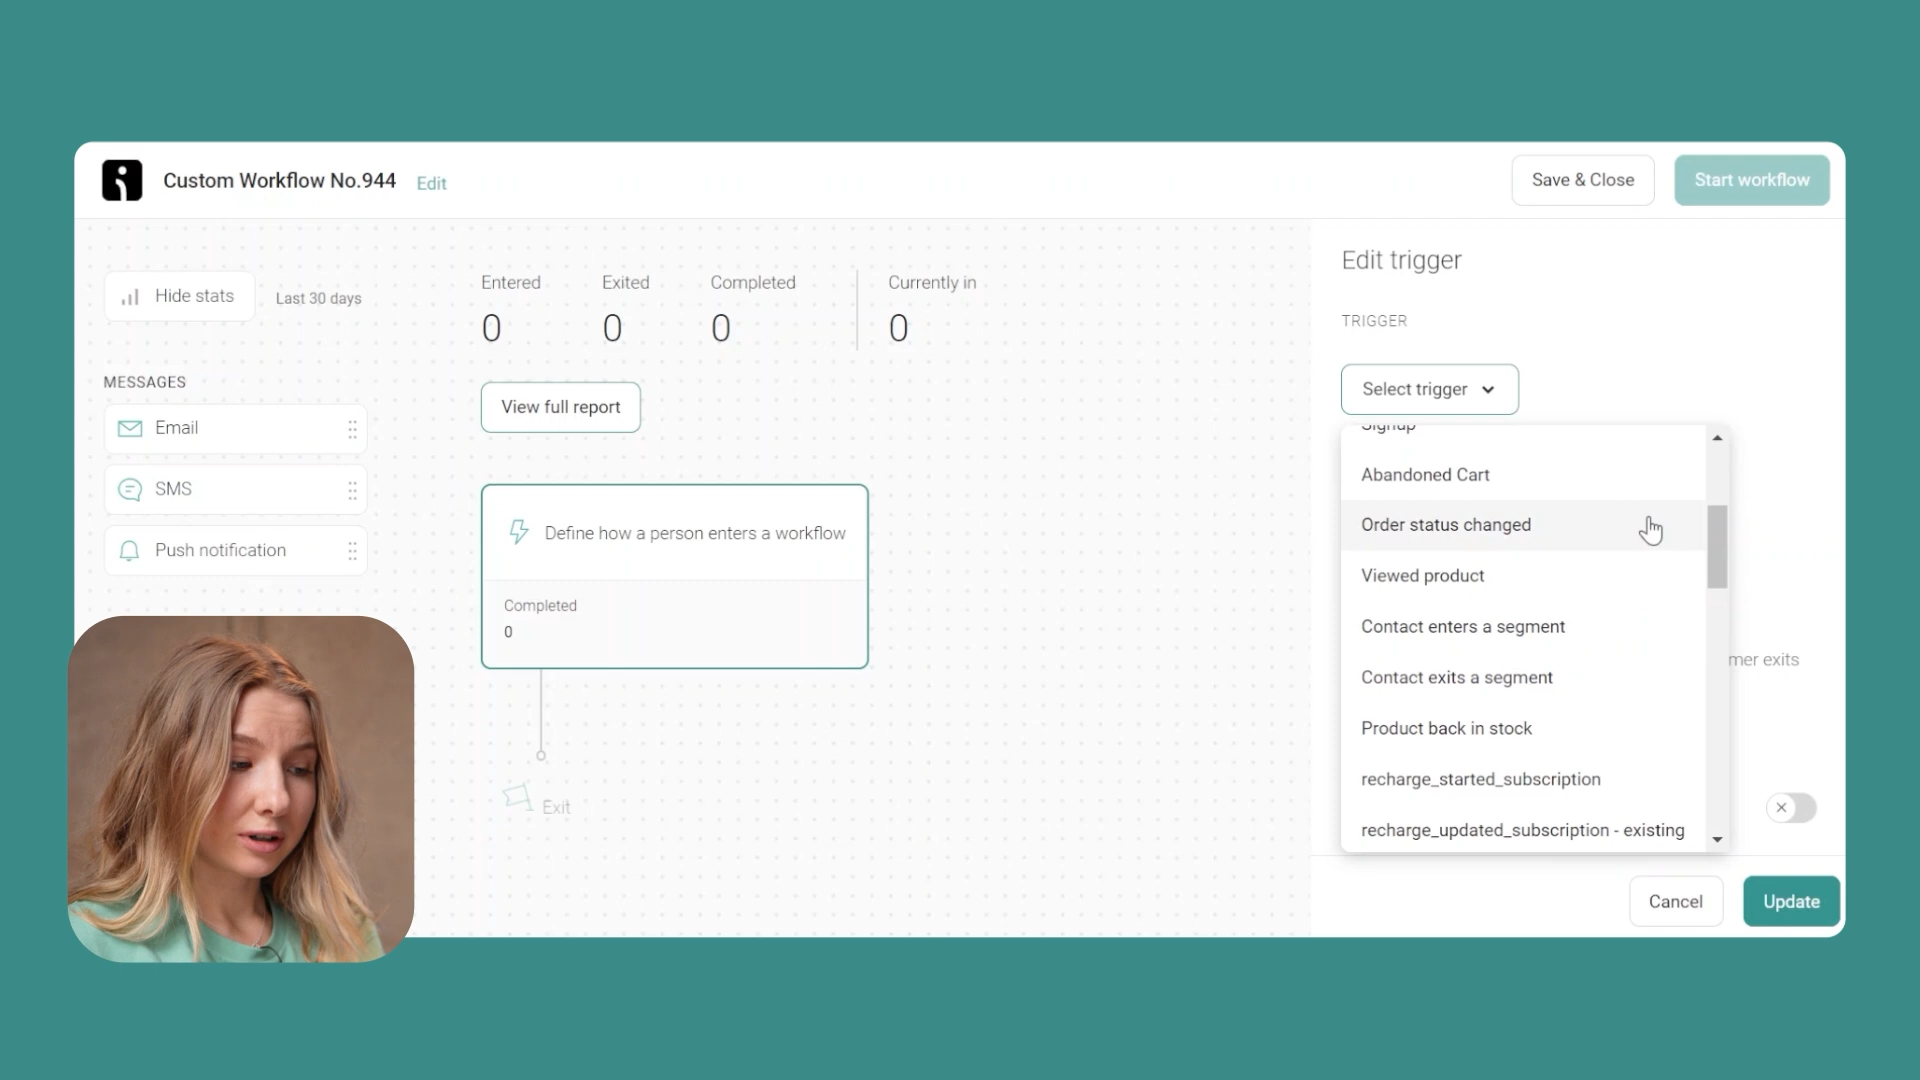 Custom Workflow No.944
Edit
Save & Close
Start workflow
Hide stats
Last 30 days
Entered
Exited
Completed
Currently in
0
0
0
0
View full report
MESSAGES
Email
SMS
Push notification
Define how a person enters a workflow
Completed
0
Exit
Edit trigger
TRIGGER
Select trigger
Signup
Abandoned Cart
Order status changed
Viewed product
Contact enters a segment
Contact exits a segment
Product back in stock
recharge_started_subscription
recharge_updated_subscription - existing
mer exits
Cancel
Update